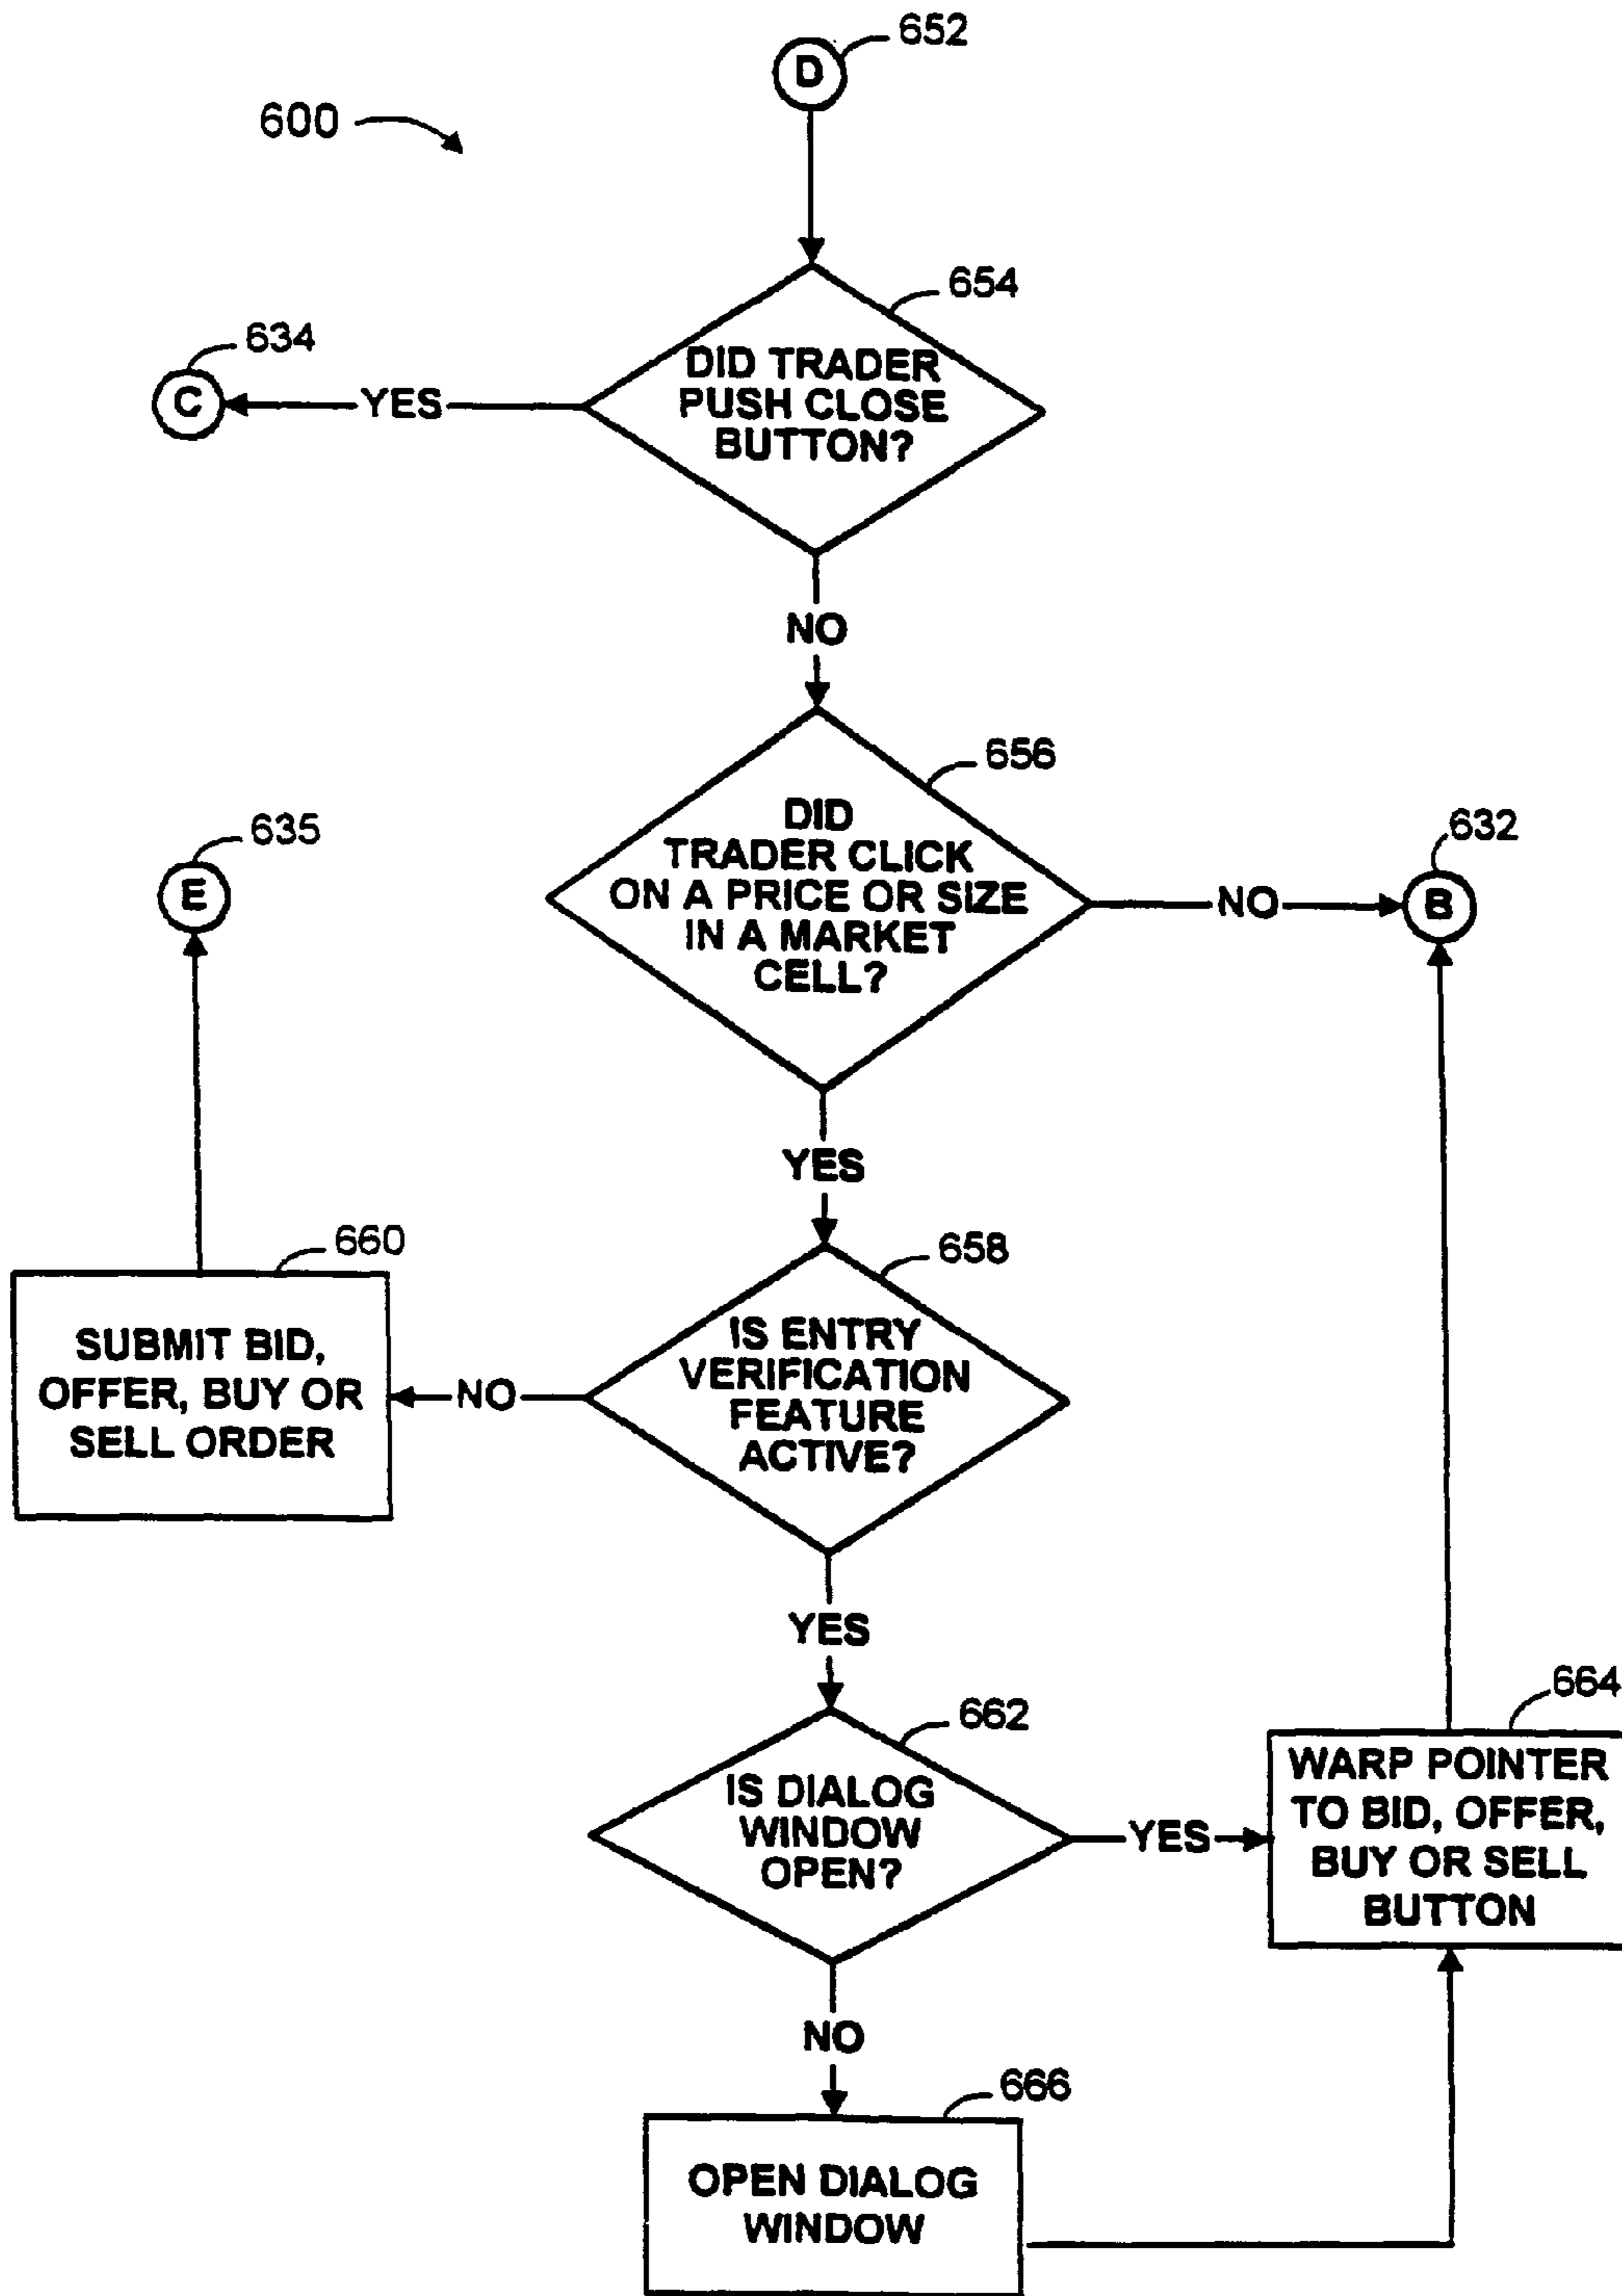 652
D
600
654
634
DID TRADER
PUSH CLOSE
BUTTON?
C
YES
NO
656
DID
TRADER CLICK
ON A PRICE OR SIZE
IN A MARKET
CELL?
635
E
632
NO
B
YES
660
658
SUBMIT BID,
OFFER, BUY OR
SELL ORDER
NO
IS ENTRY
VERIFICATION
FEATURE
ACTIVE?
YES
662
664
IS DIALOG
WINDOW
OPEN?
YES
WARP POINTER
TO BID, OFFER,
BUY OR SELL
BUTTON
NO
666
OPEN DIALOG
WINDOW